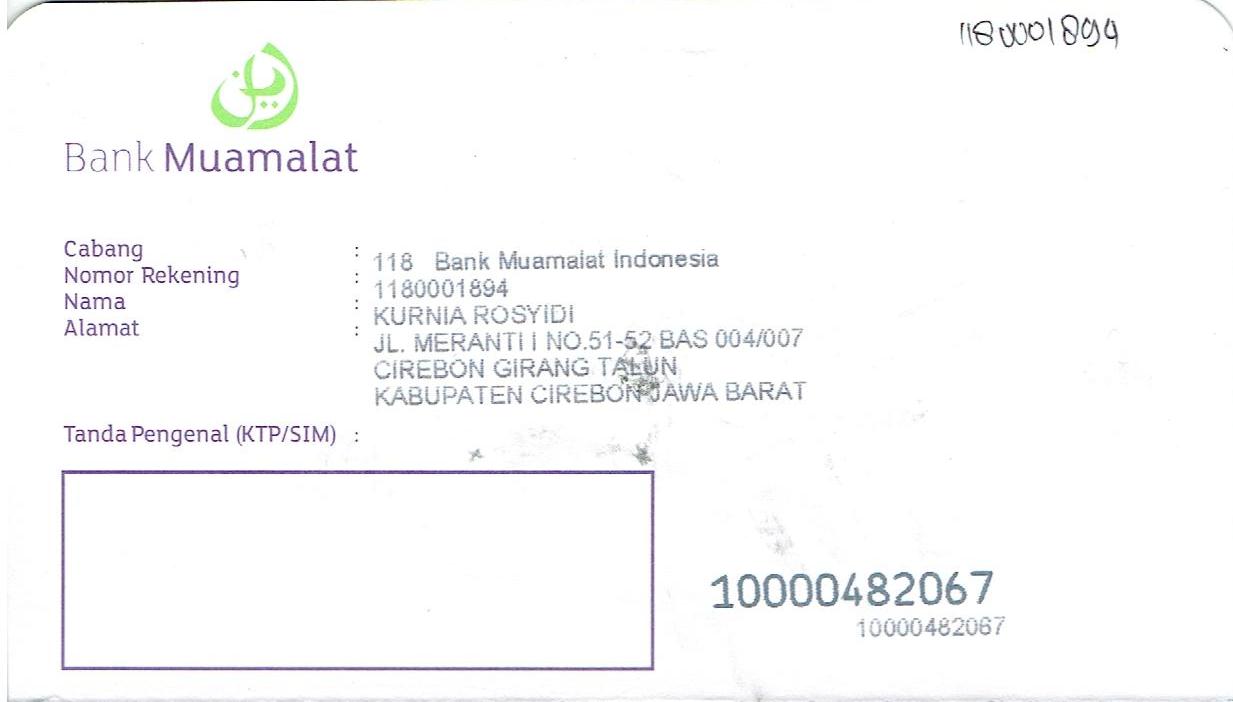 1180001894
Bank Muamalat
Cabang : 118 Bank Muamalat Indonesia
Nomor Rekening : 1180001894
Nama : KURNIA ROSYIDI
Alamat : JL. MERANTI I NO.51-52 BAS 004/007
CIREBON GIRANG TALUN
KABUPATEN CIREBON JAWA BARAT
Tanda Pengenal (KTP/SIM) :
10000482067
10000482067